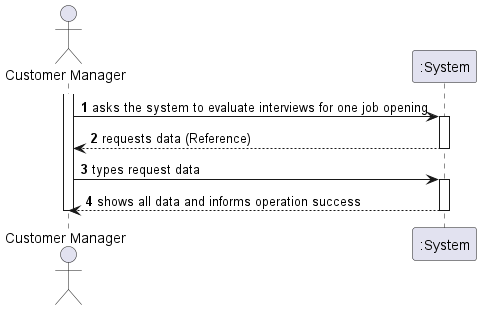 Customer Manager
:System
1 asks the system to evaluate interviews for one job opening
2 requests data (Reference)
3 types request data
4 shows all data and informs operation success
Customer Manager
:System